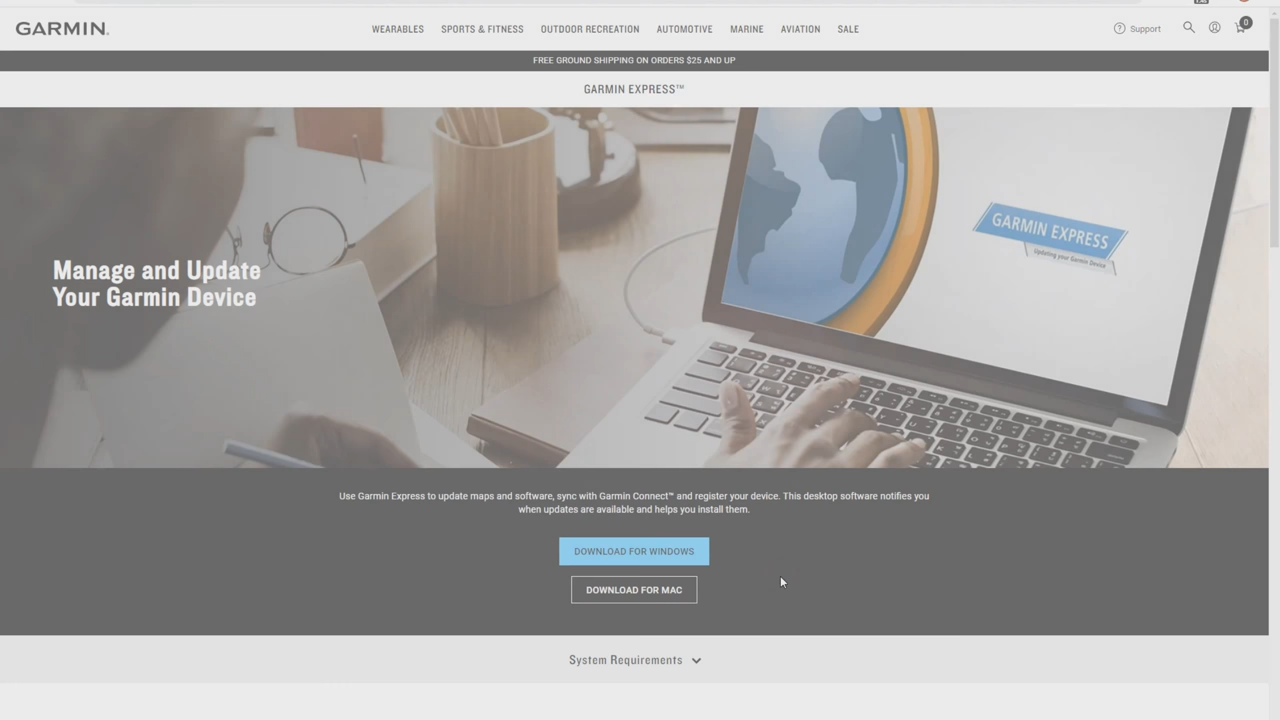 GARMIN.
WEARABLES SPORTS & FITNESS OUTDOOR RECREATION AUTOMOTIVE MARINE AVIATION SALE
Support
0
FREE GROUND SHIPPING ON ORDERS $25 AND UP
GARMIN EXPRESS™
GARMIN EXPRESS
Updating your Garmin Device
Manage and Update
Your Garmin Device
Use Garmin Express to update maps and software, sync with Garmin Connect™ and register your device. This desktop software notifies you
when updates are available and helps you install them.
DOWNLOAD FOR WINDOWS
DOWNLOAD FOR MAC
System Requirements